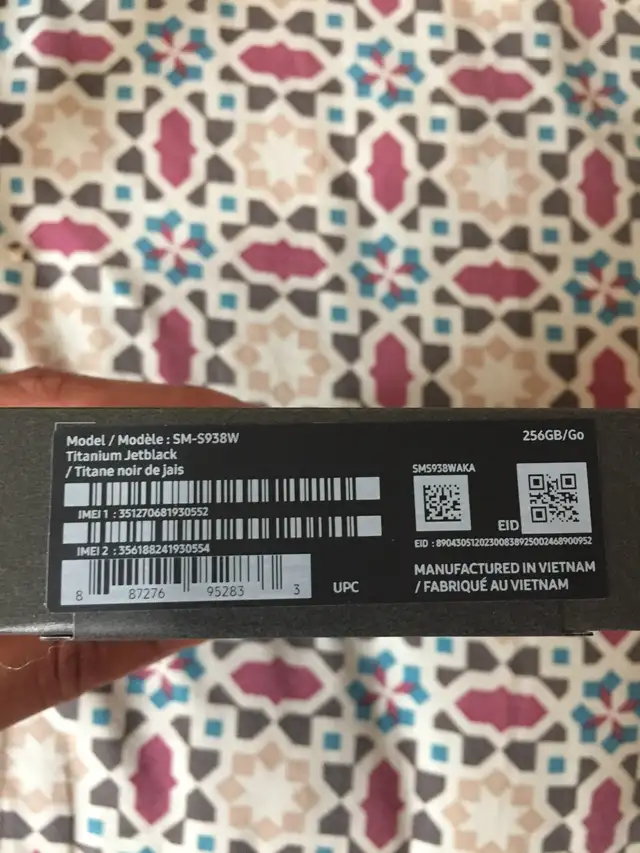 Model / Modèle : SM-S938W
Titanium Jetblack
/ Titane noir de jais
256GB/Go
IMEI 1 : 351270681930552
IMEI 2 : 356188241930554
8 87276 95283 3
UPC
SMS938WAKA
EID
EID : 89043051202300838925002468900952
MANUFACTURED IN VIETNAM
/ FABRIQUÉ AU VIETNAM